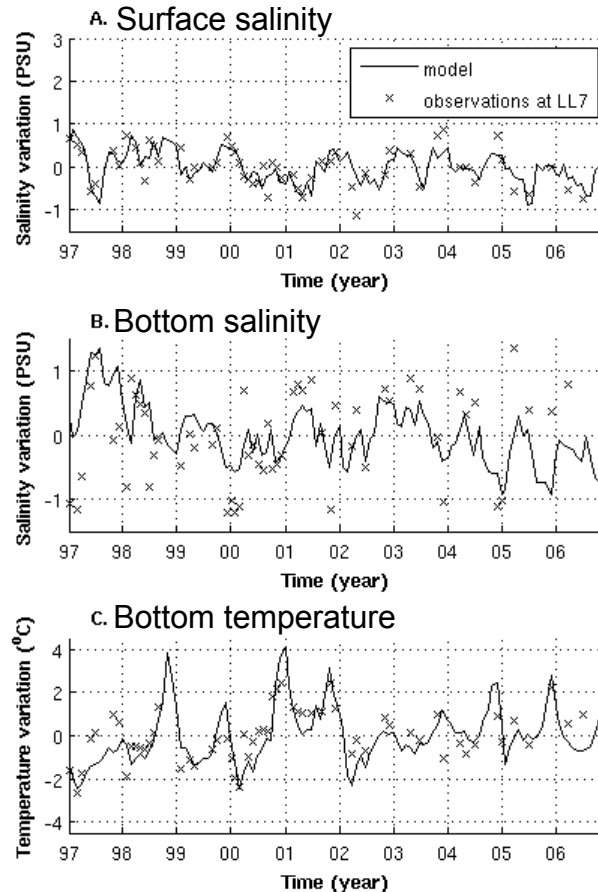 A. Surface salinity
Salinity variation (PSU)
3
2
1
0
-1
model
observations at LL7
97 98 99 00 01 02 03 04 05 06
Time (year)
B. Bottom salinity
Salinity variation (PSU)
1
0
-1
97 98 99 00 01 02 03 04 05 06
Time (year)
C. Bottom temperature
Temperature variation (⁰C)
4
2
0
-2
-4
97 98 99 00 01 02 03 04 05 06
Time (year)